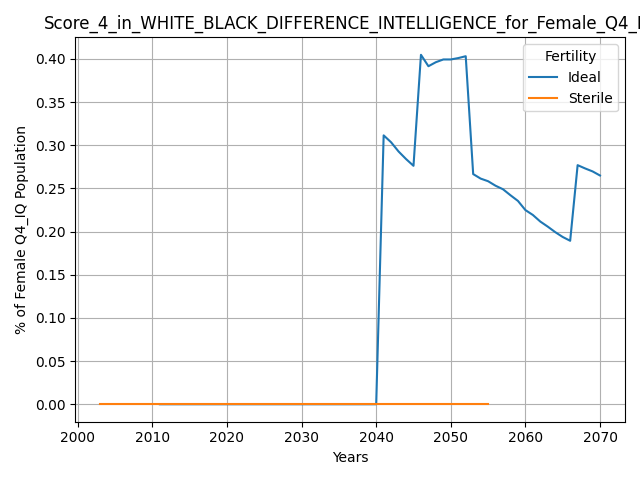 Score_4_in_WHITE_BLACK_DIFFERENCE_INTELLIGENCE_for_Female_Q4_I
Fertility
Ideal
Sterile
% of Female Q4_IQ Population
0.40
0.35
0.30
0.25
0.20
0.15
0.10
0.05
0.00
2000 2010 2020 2030 2040 2050 2060 2070
Years